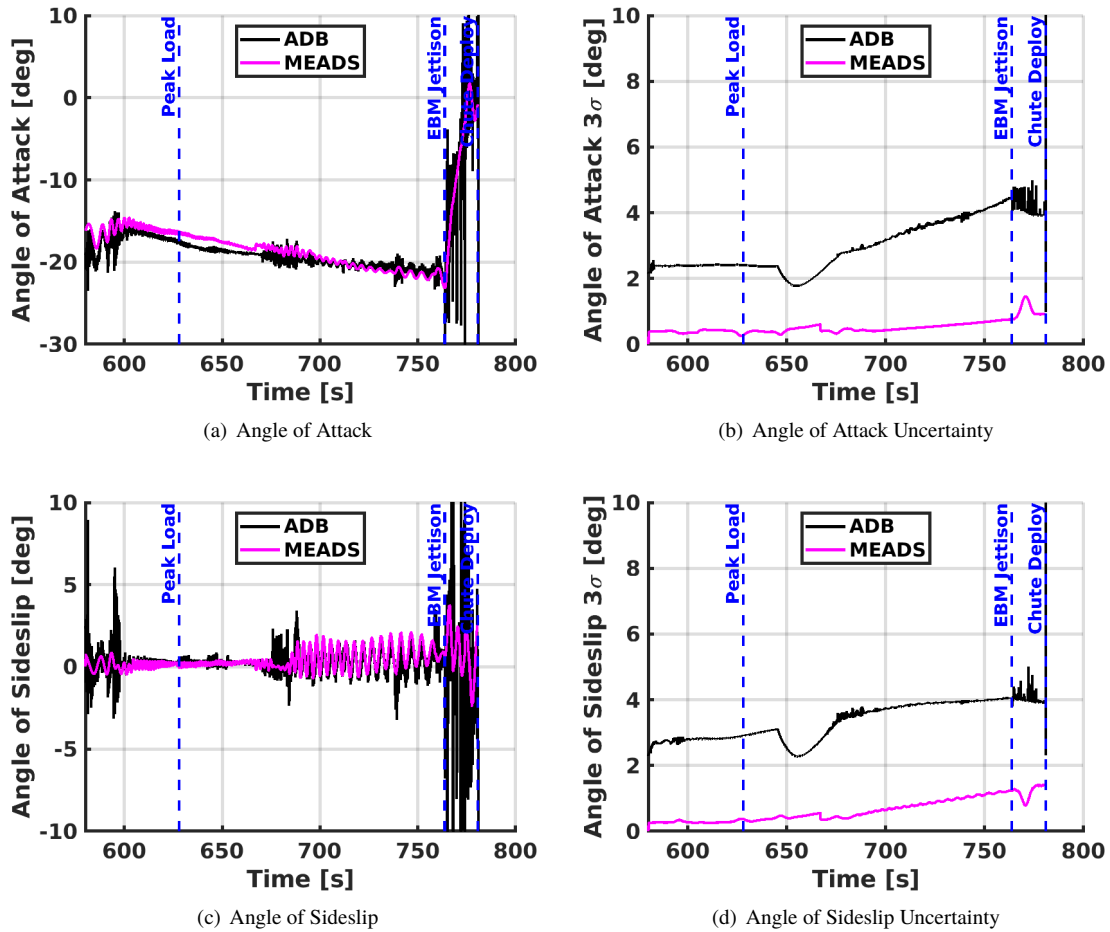 Angle of Attack [deg]
10
0
-10
-20
-30
ADB
MEADS
Peak Load
EBM Jettison
Chute Deploy
600 650 700 750 800
Time [s]
(a) Angle of Attack
Angle of Attack 3σ [deg]
10
8
6
4
2
0
ADB
MEADS
Peak Load
EBM Jettison
Chute Deploy
600 650 700 750 800
Time [s]
(b) Angle of Attack Uncertainty
Angle of Sideslip [deg]
10
5
0
-5
-10
ADB
MEADS
Peak Load
EBM Jettison
Chute Deploy
600 650 700 750 800
Time [s]
(c) Angle of Sideslip
Angle of Sideslip 3σ [deg]
10
8
6
4
2
0
ADB
MEADS
Peak Load
EBM Jettison
Chute Deploy
600 650 700 750 800
Time [s]
(d) Angle of Sideslip Uncertainty